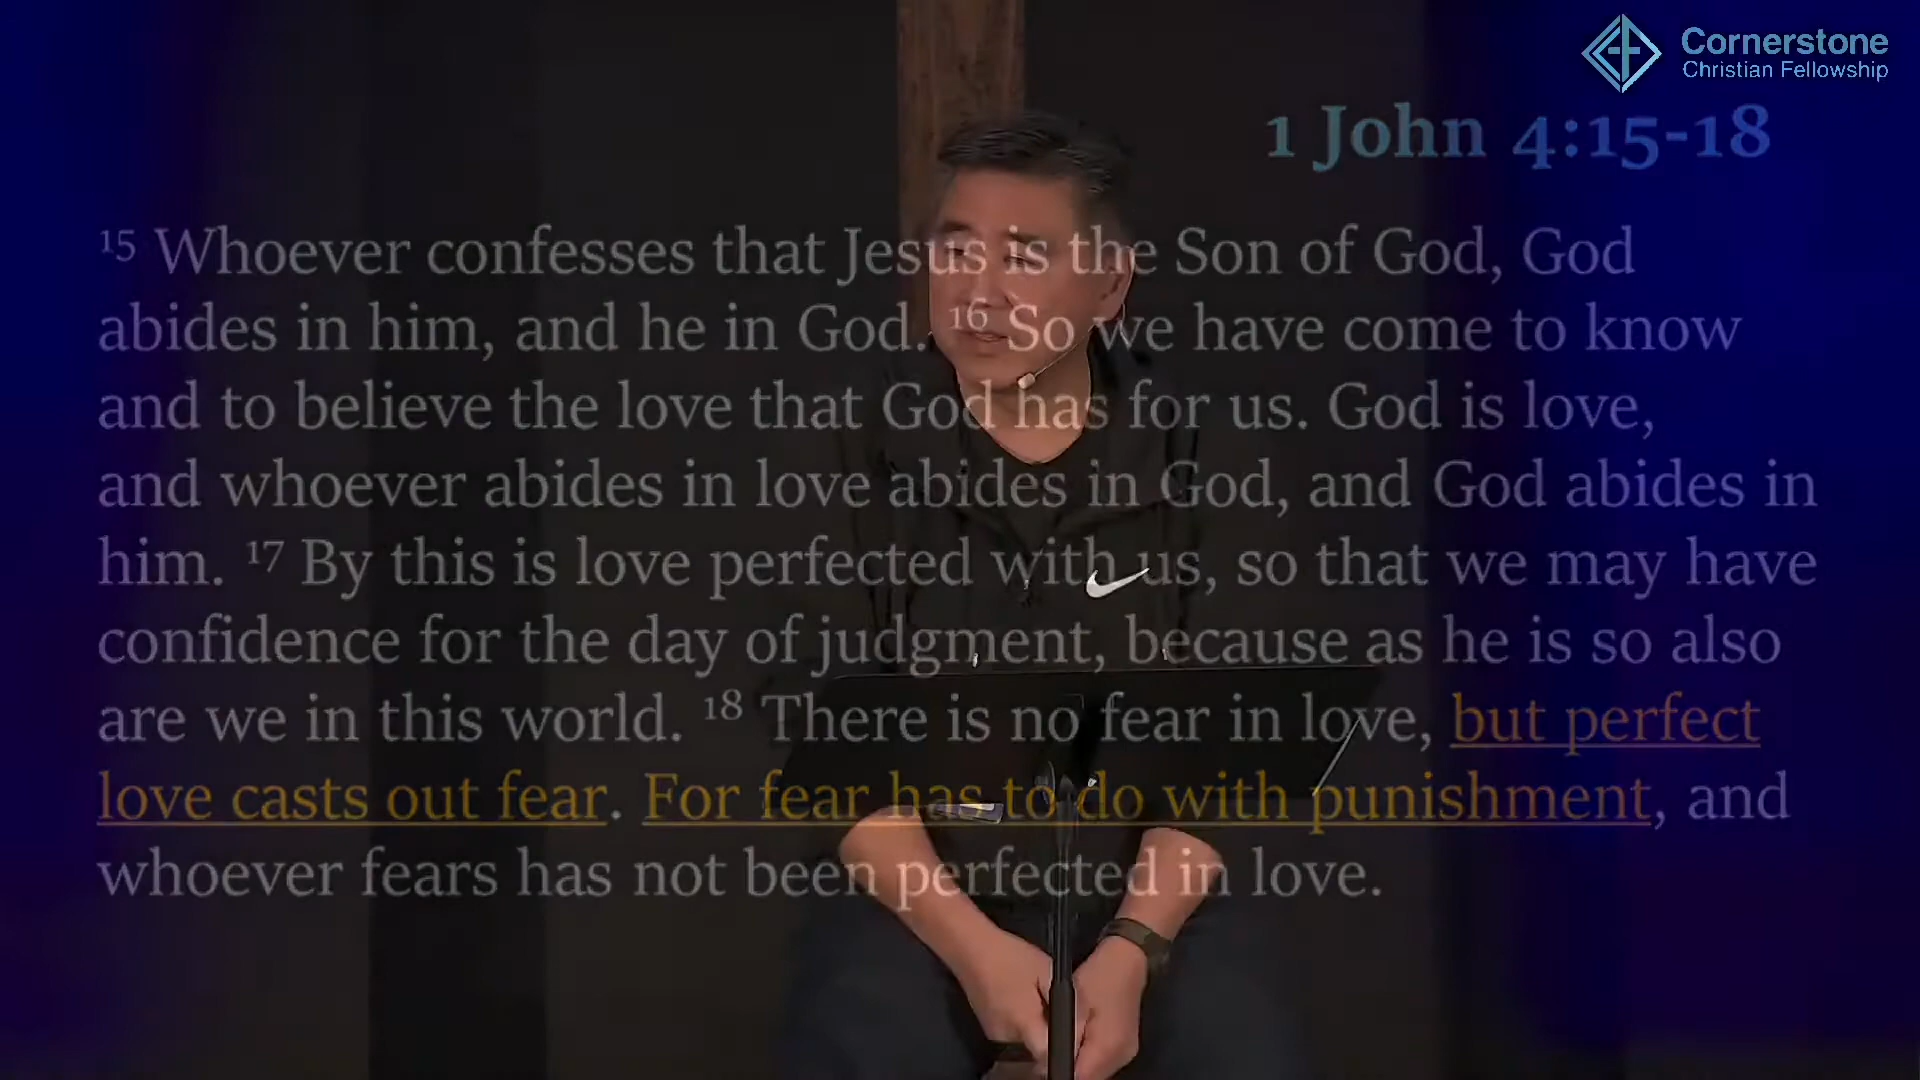 Cornerstone
Christian Fellowship
1 John 4:15-18
15 Whoever confesses that Jesus is the Son of God, God
abides in him, and he in God. 16 So we have come to know
and to believe the love that God has for us. God is love,
and whoever abides in love abides in God, and God abides in
him. 17 By this is love perfected with us, so that we may have
confidence for the day of judgment, because as he is so also
are we in this world. 18 There is no fear in love, but perfect
love casts out fear. For fear has to do with punishment, and
whoever fears has not been perfected in love.